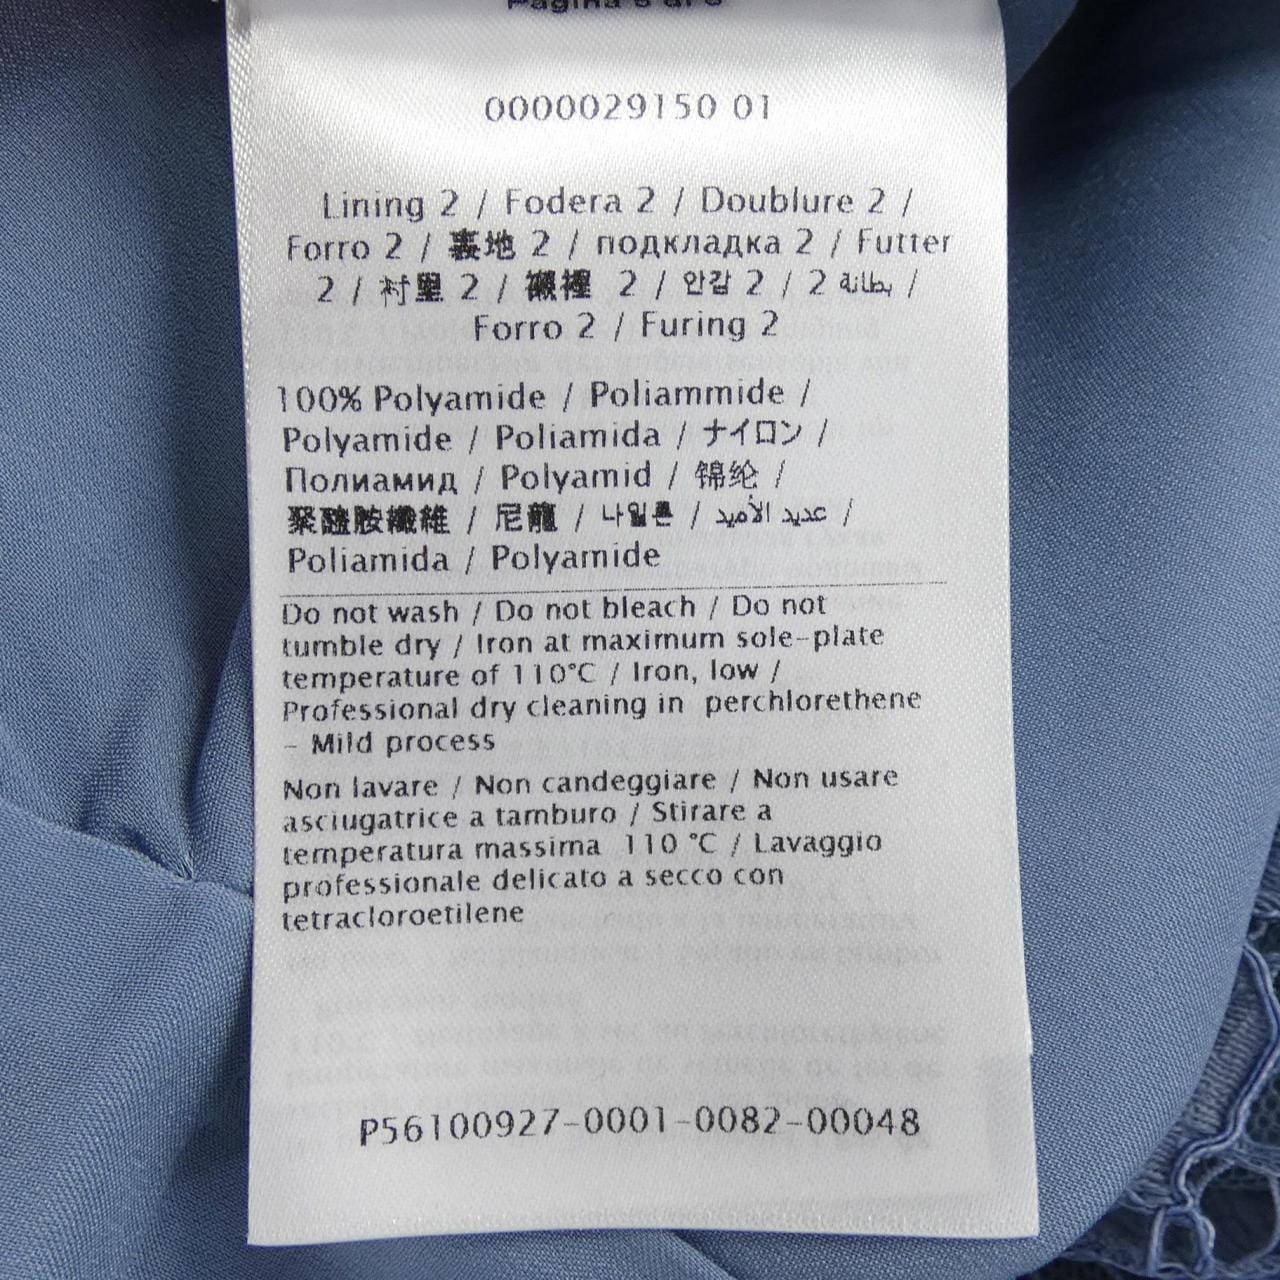 0000029150 01
Lining 2 / Fodera 2 / Doublure 2 /
Forro 2 / 裏地 2 / подкладка 2 / Futter
2 / 衬里 2 / 襯裡 2 / 안감 2 / 2 بطانة /
Forro 2 / Furing 2
100% Polyamide / Poliammide /
Polyamide / Poliamida / ナイロン /
Полиамид / Polyamid / 锦纶 /
聚醯胺纖維 / 尼龍 / 나일론 / عديد الأميد /
Poliamida / Polyamide
Do not wash / Do not bleach / Do not
tumble dry / Iron at maximum sole-plate
temperature of 110°C / Iron, low /
Professional dry cleaning in perchlorethene
- Mild process
Non lavare / Non candeggiare / Non usare
asciugatrice a tamburo / Stirare a
temperatura massima 110 °C / Lavaggio
professionale delicato a secco con
tetracloroetilene
P56100927-0001-0082-00048